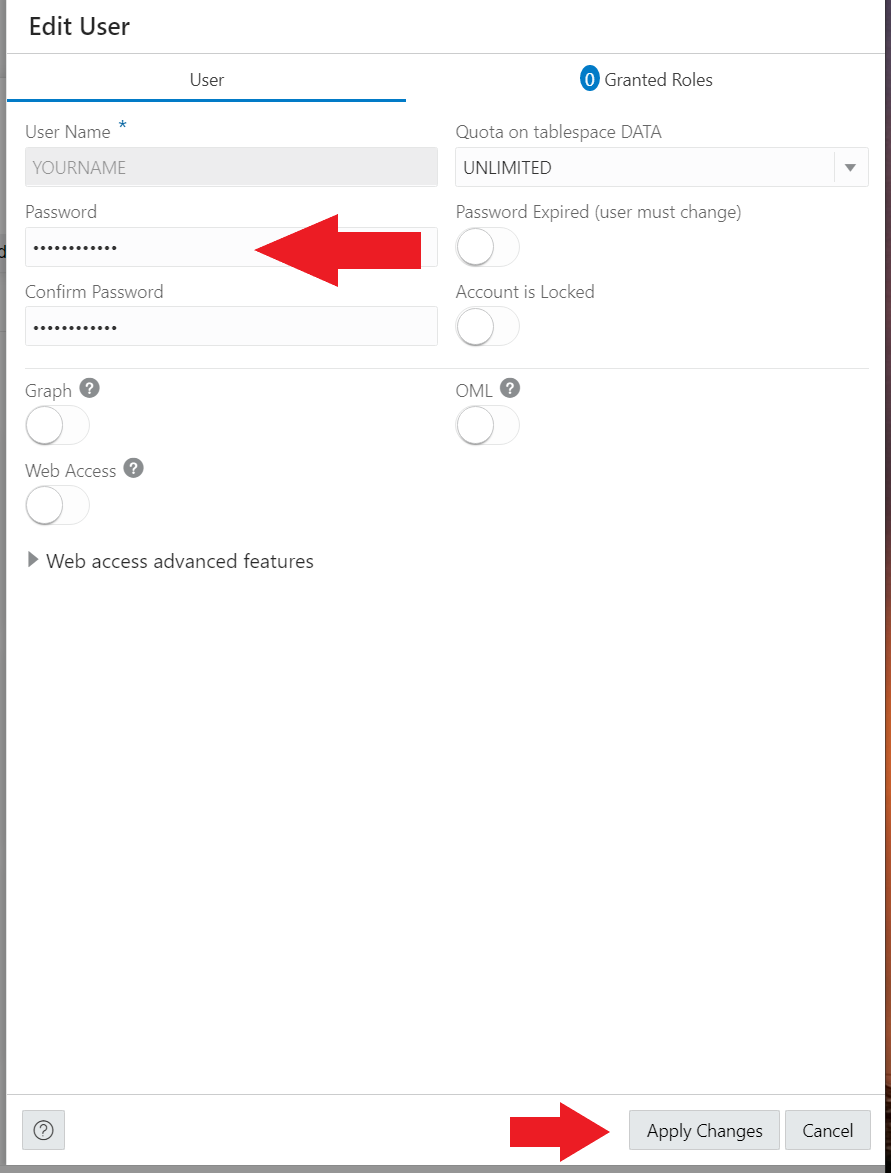 Edit User
User
0 Granted Roles
User Name *
Quota on tablespace DATA
YOURNAME
UNLIMITED
Password
Password Expired (user must change)
••••••••••••
Confirm Password
Account is Locked
••••••••••••
Graph ?
OML ?
Web Access ?
Web access advanced features
?
Apply Changes
Cancel